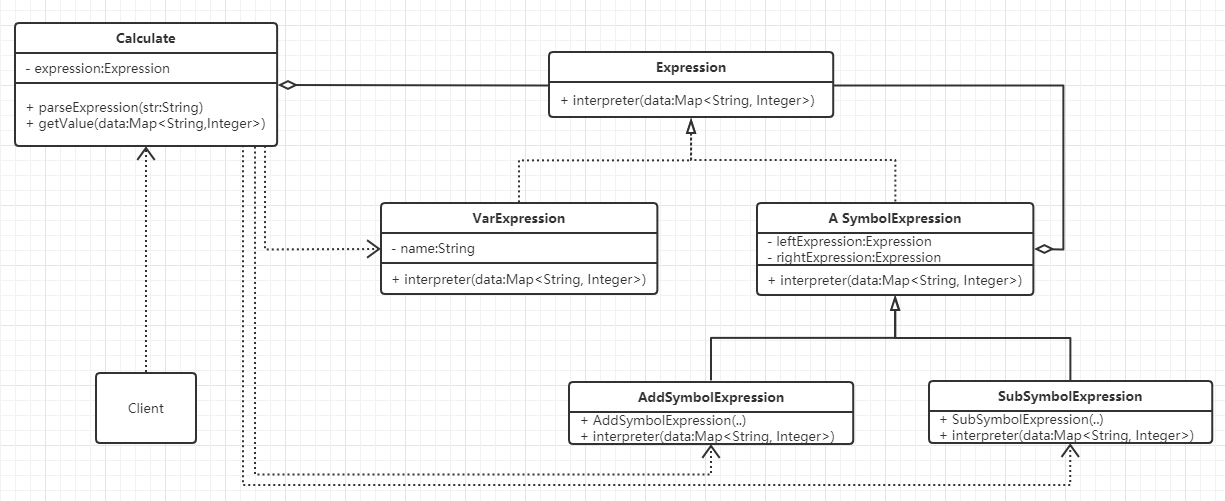 Calculate
- expression:Expression
+ parseExpression(str:String)
+ getValue(data:Map<String,Integer>)
Expression
+ interpreter(data:Map<String, Integer>)
VarExpression
- name:String
+ interpreter(data:Map<String, Integer>)
A SymbolExpression
- leftExpression:Expression
- rightExpression:Expression
+ interpreter(data:Map<String, Integer>)
Client
AddSymbolExpression
+ AddSymbolExpression(..)
+ interpreter(data:Map<String, Integer>)
SubSymbolExpression
+ SubSymbolExpression(..)
+ interpreter(data:Map<String, Integer>)